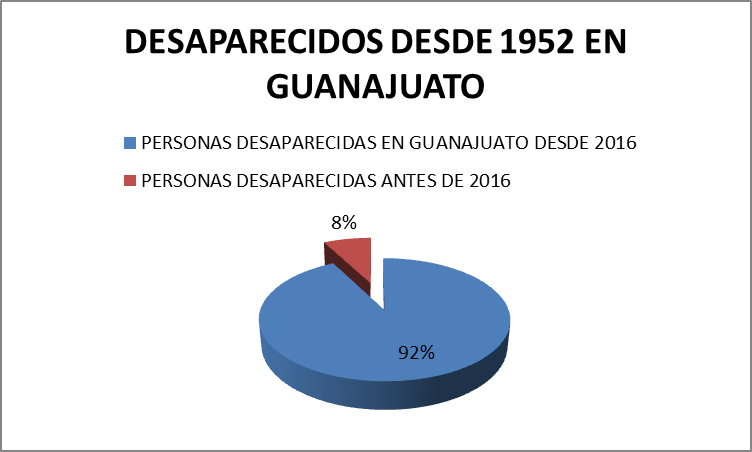 DESAPARECIDOS DESDE 1952 EN
GUANAJUATO
PERSONAS DESAPARECIDAS EN GUANAJUATO DESDE 2016
PERSONAS DESAPARECIDAS ANTES DE 2016
8%
92%